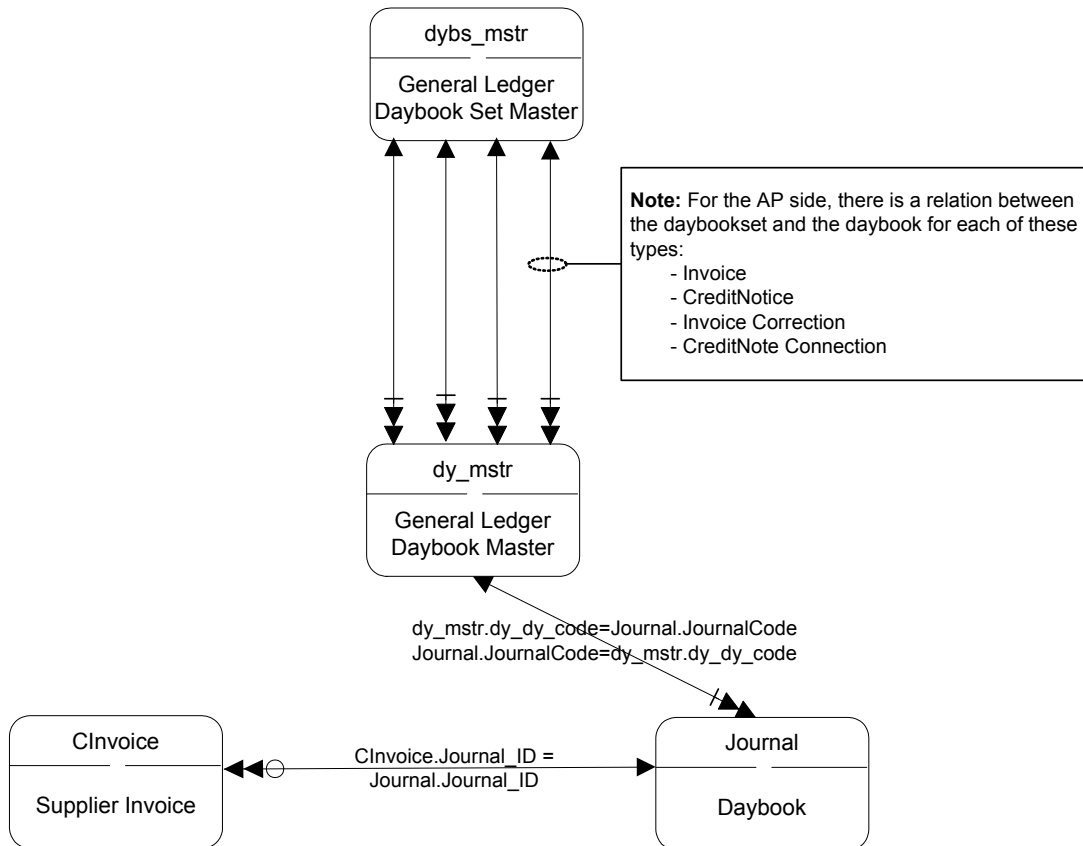 dybs_mstr
General Ledger
Daybook Set Master
Note: For the AP side, there is a relation between
the daybookset and the daybook for each of these
types:
- Invoice
- CreditNotice
- Invoice Correction
- CreditNote Connection
dy_mstr
General Ledger
Daybook Master
dy_mstr.dy_dy_code=Journal.JournalCode
Journal.JournalCode=dy_mstr.dy_dy_code
CInvoice
Supplier Invoice
CInvoice.Journal_ID =
Journal.Journal_ID
Journal
Daybook